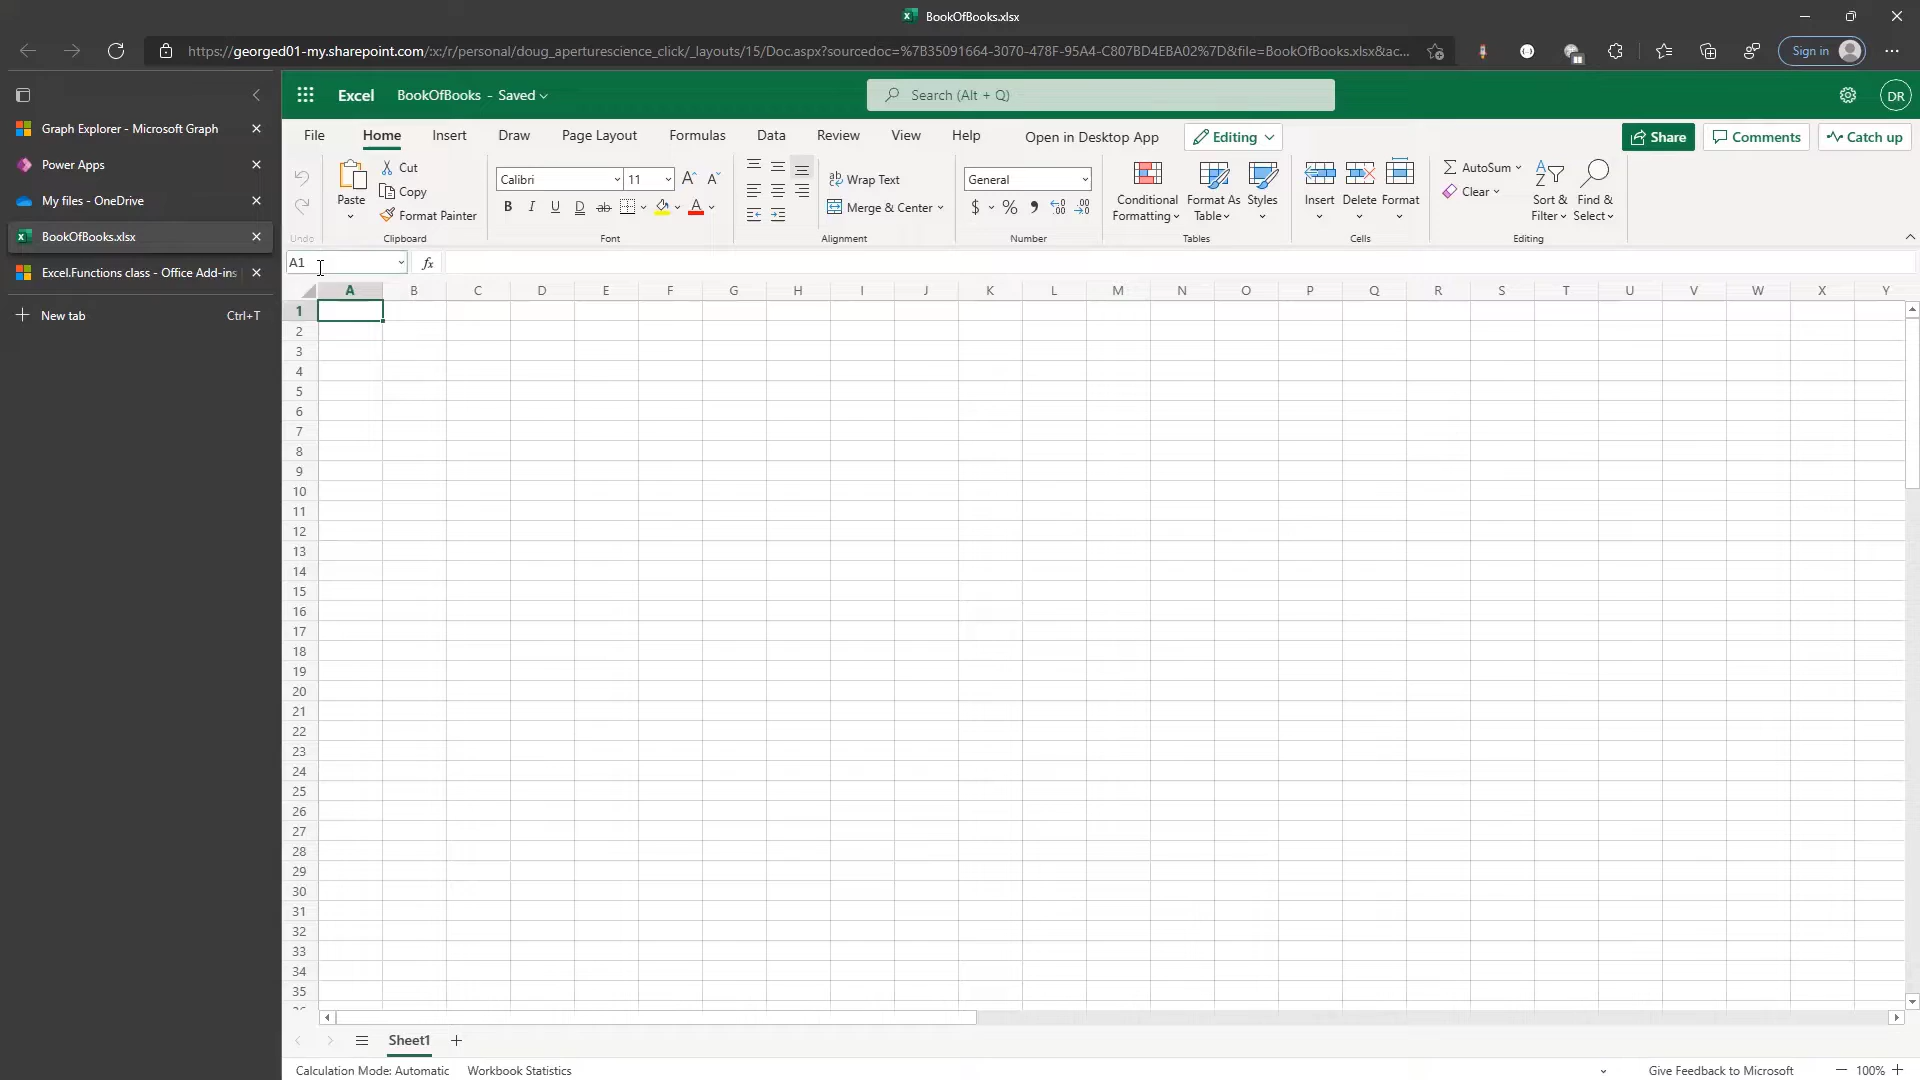 BookOfBooks.xlsx
https://georged01-my.sharepoint.com/:x:/r/personal/doug_aperturescience_click/_layouts/15/Doc.aspx?sourcedoc=%7B35091664-3070-478F-95A4-C807BD4EBA02%7D&file=BookOfBooks.xlsx&ac...
Sign in
Graph Explorer - Microsoft Graph
Power Apps
My files - OneDrive
BookOfBooks.xlsx
Excel.Functions class - Office Add-ins
New tab
Ctrl+T
Excel
BookOfBooks - Saved
Search (Alt + Q)
DR
File
Home
Insert
Draw
Page Layout
Formulas
Data
Review
View
Help
Open in Desktop App
Editing
Share
Comments
Catch up
Undo
Paste
Cut
Copy
Format Painter
Clipboard
Calibri
11
A^
A˅
B
I
U
D
ab
A
Font
ab
c
Wrap Text
Merge & Center
Alignment
General
$
%
,
.00
.00
Number
Conditional
Formatting
Format As
Table
Styles
Tables
Insert
Delete
Format
Cells
AutoSum
Clear
Sort &
Filter
Find &
Select
Editing
A1
fx
A B C D E F G H I J K L M N O P Q R S T U V W X Y
1
2
3
4
5
6
7
8
9
10
11
12
13
14
15
16
17
18
19
20
21
22
23
24
25
26
27
28
29
30
31
32
33
34
35
Sheet1
Calculation Mode: Automatic
Workbook Statistics
Give Feedback to Microsoft
100%